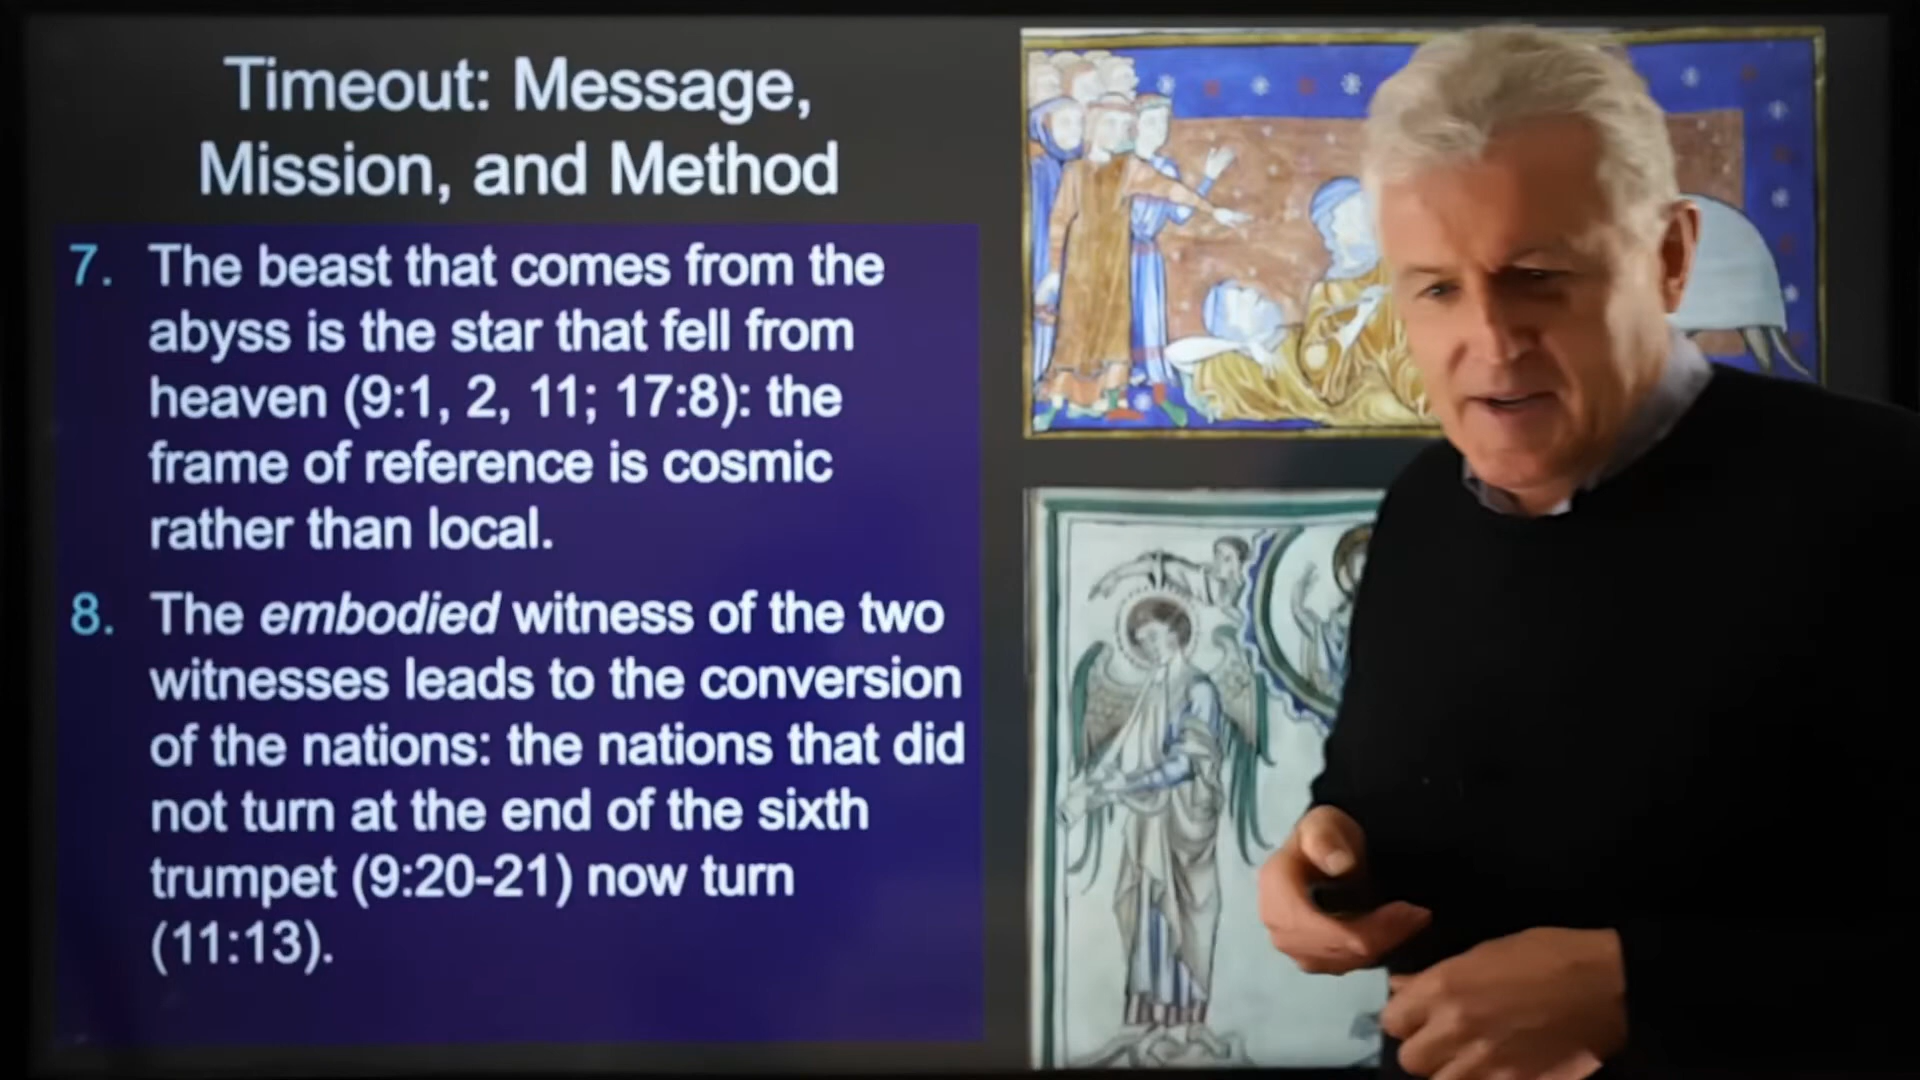 Timeout: Message,
Mission, and Method
7. The beast that comes from the
abyss is the star that fell from
heaven (9:1, 2, 11; 17:8): the
frame of reference is cosmic
rather than local.
8. The embodied witness of the two
witnesses leads to the conversion
of the nations: the nations that did
not turn at the end of the sixth
trumpet (9:20-21) now turn
(11:13).